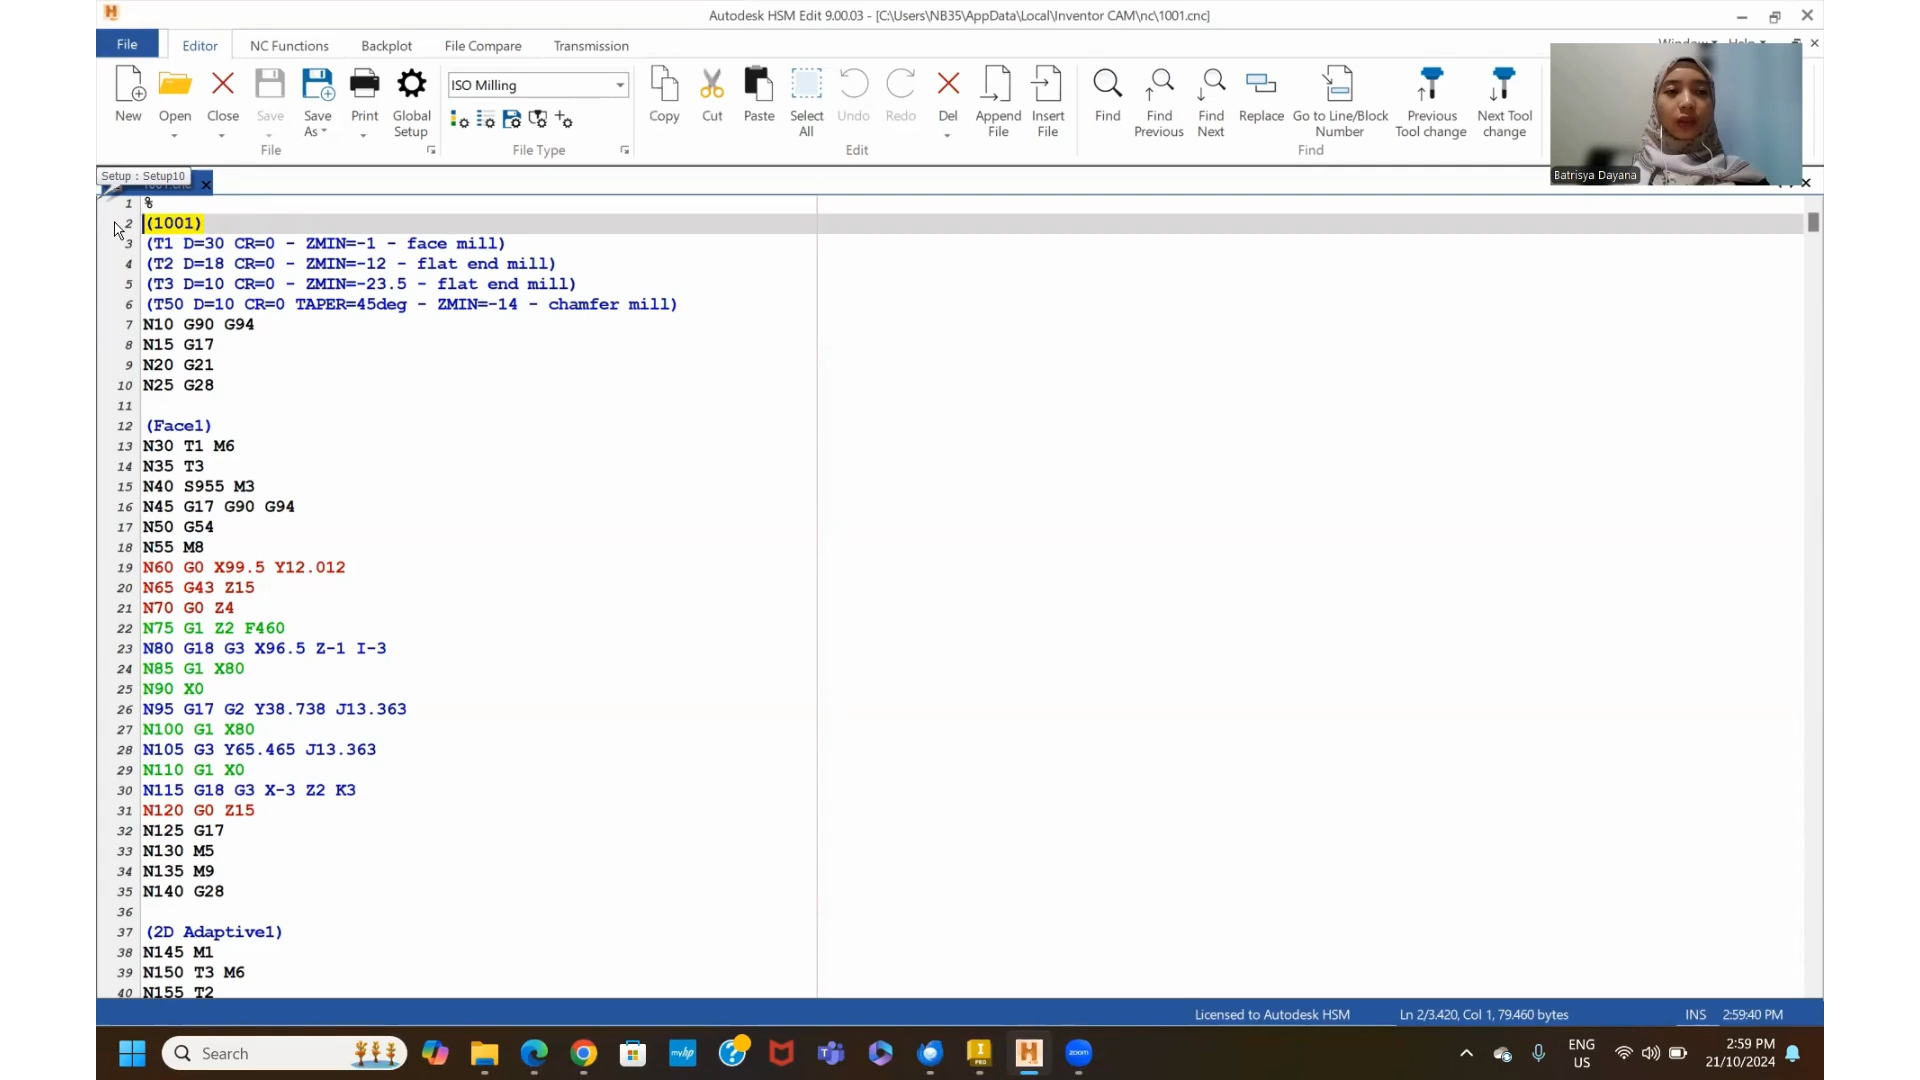 Autodesk HSM Edit 9.00.03 - [C:\Users\NB35\AppData\Local\Inventor CAM\nc\1001.cnc]
File Editor NC Functions Backplot File Compare Transmission Window Help
ISO Milling
New Open Close Save Save As Print Global Setup
Copy Cut Paste Select All Undo Redo Del Append File Insert File
Find Find Previous Find Next Replace Go to Line/Block Number Previous Tool change Next Tool change
File File Type Edit Find
Batrisya Dayana
Setup : Setup10
1 %
2 (1001)
3 (T1 D=30 CR=0 - ZMIN=-1 - face mill)
4 (T2 D=18 CR=0 - ZMIN=-12 - flat end mill)
5 (T3 D=10 CR=0 - ZMIN=-23.5 - flat end mill)
6 (T50 D=10 CR=0 TAPER=45deg - ZMIN=-14 - chamfer mill)
7 N10 G90 G94
8 N15 G17
9 N20 G21
10 N25 G28
11
12 (Face1)
13 N30 T1 M6
14 N35 T3
15 N40 S955 M3
16 N45 G17 G90 G94
17 N50 G54
18 N55 M8
19 N60 G0 X99.5 Y12.012
20 N65 G43 Z15
21 N70 G0 Z4
22 N75 G1 Z2 F460
23 N80 G18 G3 X96.5 Z-1 I-3
24 N85 G1 X80
25 N90 X0
26 N95 G17 G2 Y38.738 J13.363
27 N100 G1 X80
28 N105 G3 Y65.465 J13.363
29 N110 G1 X0
30 N115 G18 G3 X-3 Z2 K3
31 N120 G0 Z15
32 N125 G17
33 N130 M5
34 N135 M9
35 N140 G28
36
37 (2D Adaptive1)
38 N145 M1
39 N150 T3 M6
40 N155 T2
Licensed to Autodesk HSM Ln 2/3.420, Col 1, 79.460 bytes INS 2:59:40 PM
Search
myhp
PRO
zoom
ENG
US
2:59 PM
21/10/2024